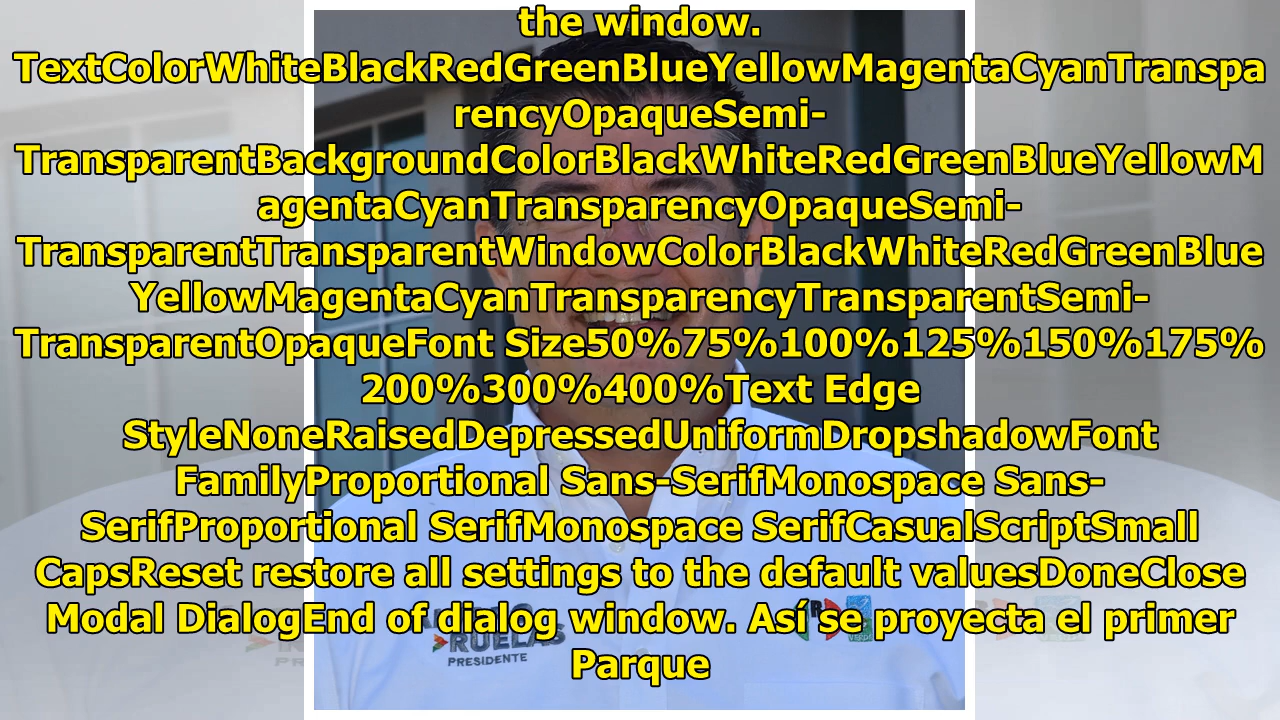 the window.
TextColorWhiteBlackRedGreenBlueYellowMagentaCyanTranspa
rencyOpaqueSemi-
TransparentBackgroundColorBlackWhiteRedGreenBlueYellowM
agentaCyanTransparencyOpaqueSemi-
TransparentTransparentWindowColorBlackWhiteRedGreenBlue
YellowMagentaCyanTransparencyTransparentSemi-
TransparentOpaqueFont Size50%75%100%125%150%175%
200%300%400%Text Edge
StyleNoneRaisedDepressedUniformDropshadowFont
FamilyProportional Sans-SerifMonospace Sans-
SerifProportional SerifMonospace SerifCasualScriptSmall
CapsReset restore all settings to the default valuesDoneClose
Modal DialogEnd of dialog window. Así se proyecta el primer
Parque
RUELAS
PRESIDENTE